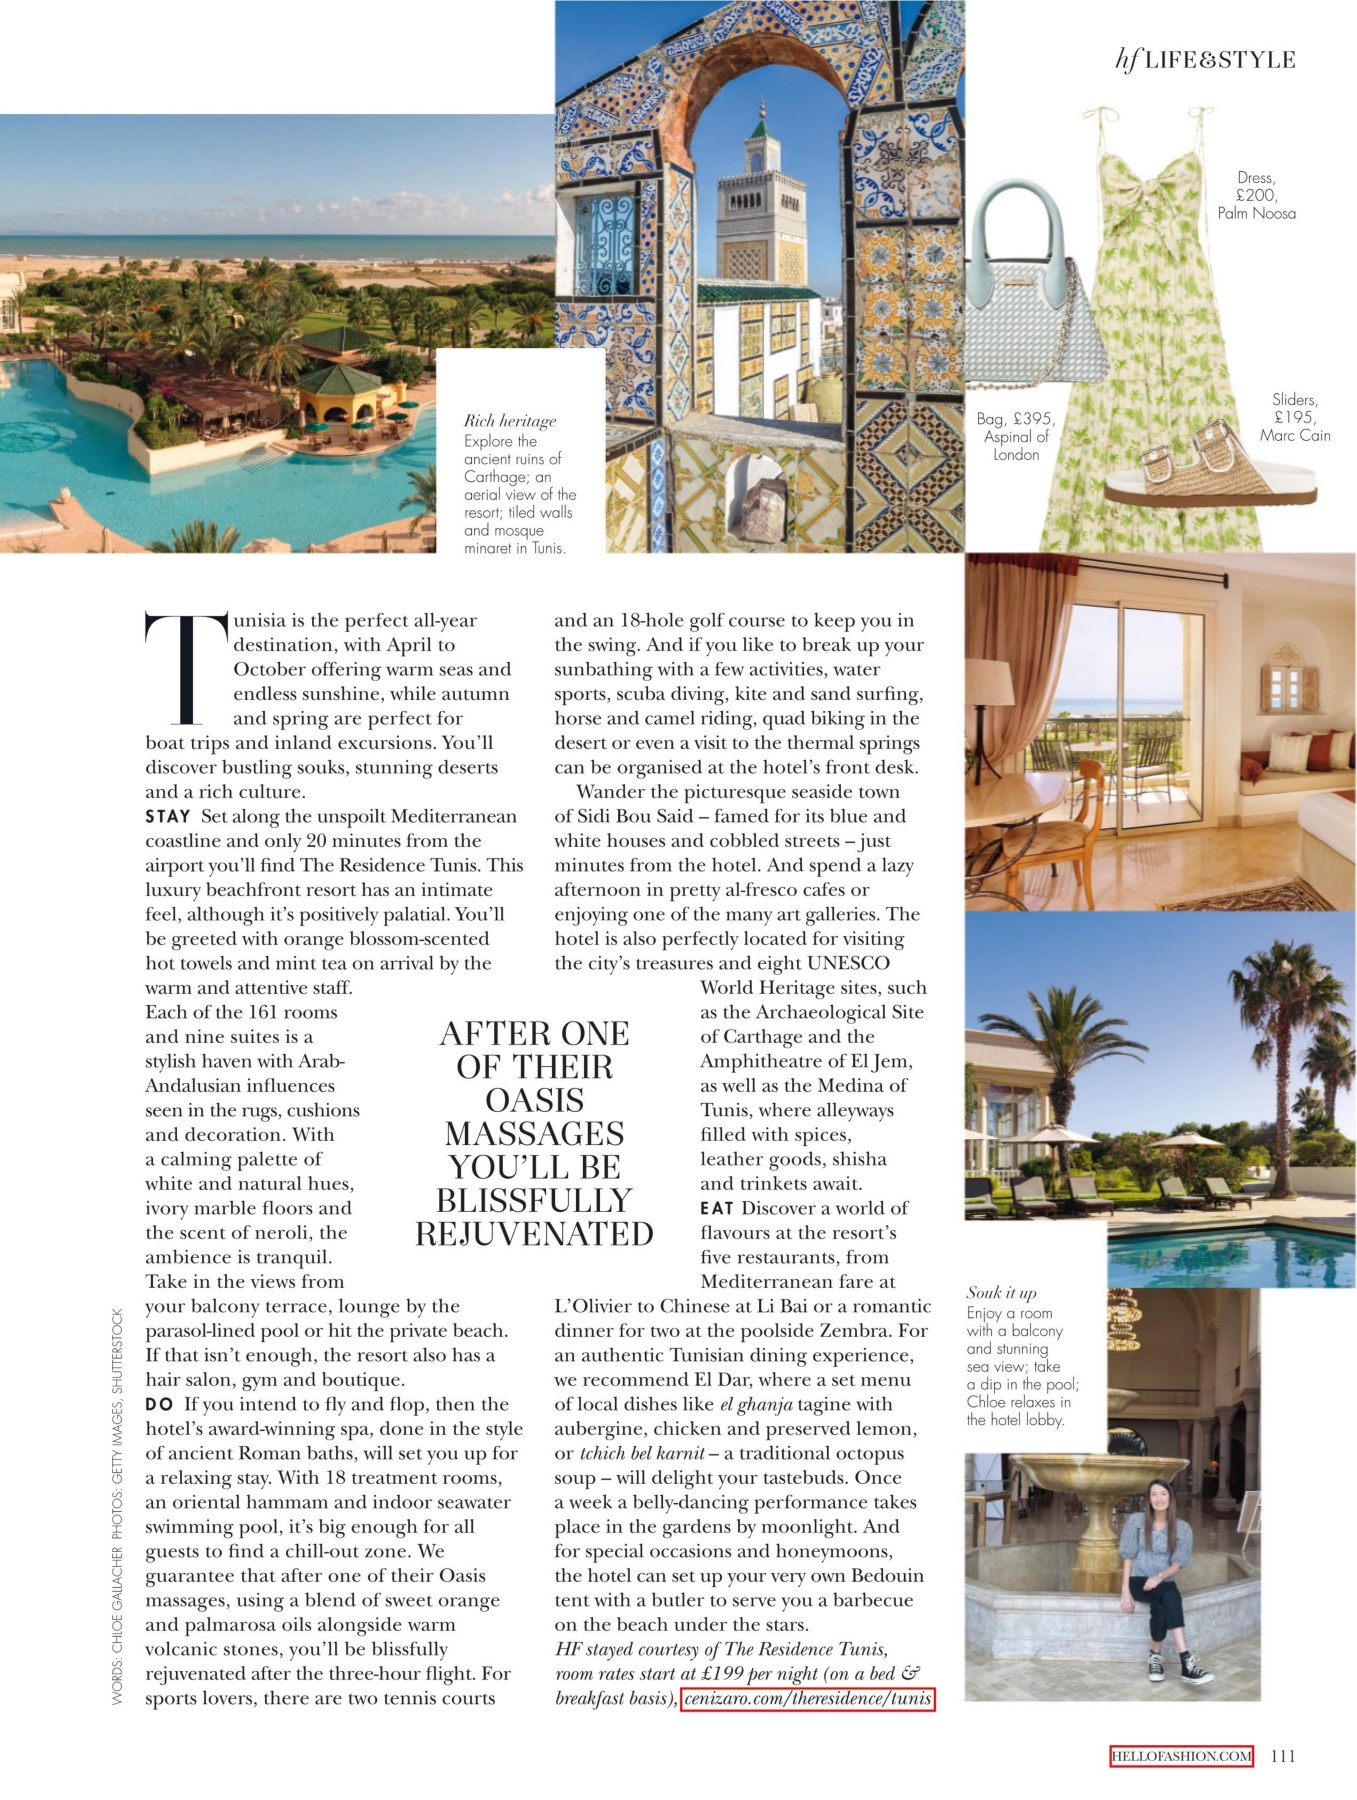 hf LIFE&STYLE
Dress,
£200,
Palm Noosa
Bag, £395,
Aspinal of
London
Sliders,
£195,
Marc Cain
Rich heritage
Explore the
ancient ruins of
Carthage; an
aerial view of the
resort; tiled walls
and mosque
minaret in Tunis.
Tunisia is the perfect all-year
destination, with April to
October offering warm seas and
endless sunshine, while autumn
and spring are perfect for
boat trips and inland excursions. You’ll
discover bustling souks, stunning deserts
and a rich culture.
STAY Set along the unspoilt Mediterranean
coastline and only 20 minutes from the
airport you’ll find The Residence Tunis. This
luxury beachfront resort has an intimate
feel, although it’s positively palatial. You’ll
be greeted with orange blossom-scented
hot towels and mint tea on arrival by the
warm and attentive staff.
Each of the 161 rooms
and nine suites is a
stylish haven with Arab-
Andalusian influences
seen in the rugs, cushions
and decoration. With
a calming palette of
white and natural hues,
ivory marble floors and
the scent of neroli, the
ambience is tranquil.
Take in the views from
your balcony terrace, lounge by the
parasol-lined pool or hit the private beach.
If that isn’t enough, the resort also has a
hair salon, gym and boutique.
DO If you intend to fly and flop, then the
hotel’s award-winning spa, done in the style
of ancient Roman baths, will set you up for
a relaxing stay. With 18 treatment rooms,
an oriental hammam and indoor seawater
swimming pool, it’s big enough for all
guests to find a chill-out zone. We
guarantee that after one of their Oasis
massages, using a blend of sweet orange
and palmarosa oils alongside warm
volcanic stones, you’ll be blissfully
rejuvenated after the three-hour flight. For
sports lovers, there are two tennis courts
and an 18-hole golf course to keep you in
the swing. And if you like to break up your
sunbathing with a few activities, water
sports, scuba diving, kite and sand surfing,
horse and camel riding, quad biking in the
desert or even a visit to the thermal springs
can be organised at the hotel’s front desk.
Wander the picturesque seaside town
of Sidi Bou Said – famed for its blue and
white houses and cobbled streets – just
minutes from the hotel. And spend a lazy
afternoon in pretty al-fresco cafes or
enjoying one of the many art galleries. The
hotel is also perfectly located for visiting
the city’s treasures and eight UNESCO
World Heritage sites, such
as the Archaeological Site
of Carthage and the
Amphitheatre of El Jem,
as well as the Medina of
Tunis, where alleyways
filled with spices,
leather goods, shisha
and trinkets await.
EAT Discover a world of
flavours at the resort’s
five restaurants, from
Mediterranean fare at
L’Olivier to Chinese at Li Bai or a romantic
dinner for two at the poolside Zembra. For
an authentic Tunisian dining experience,
we recommend El Dar, where a set menu
of local dishes like el ghanja tagine with
aubergine, chicken and preserved lemon,
or tchich bel karnit – a traditional octopus
soup – will delight your tastebuds. Once
a week a belly-dancing performance takes
place in the gardens by moonlight. And
for special occasions and honeymoons,
the hotel can set up your very own Bedouin
tent with a butler to serve you a barbecue
on the beach under the stars.
HF stayed courtesy of The Residence Tunis,
room rates start at £199 per night (on a bed &
breakfast basis), cenizaro.com/theresidence/tunis
AFTER ONE
OF THEIR
OASIS
MASSAGES
YOU’LL BE
BLISSFULLY
REJUVENATED
Souk it up
Enjoy a room
with a balcony
and stunning
sea view; take
a dip in the pool;
Chloe relaxes in
the hotel lobby.
WORDS: CHLOE GALLACHER PHOTOS: GETTY IMAGES, SHUTTERSTOCK
HELLOFASHION.COM 111